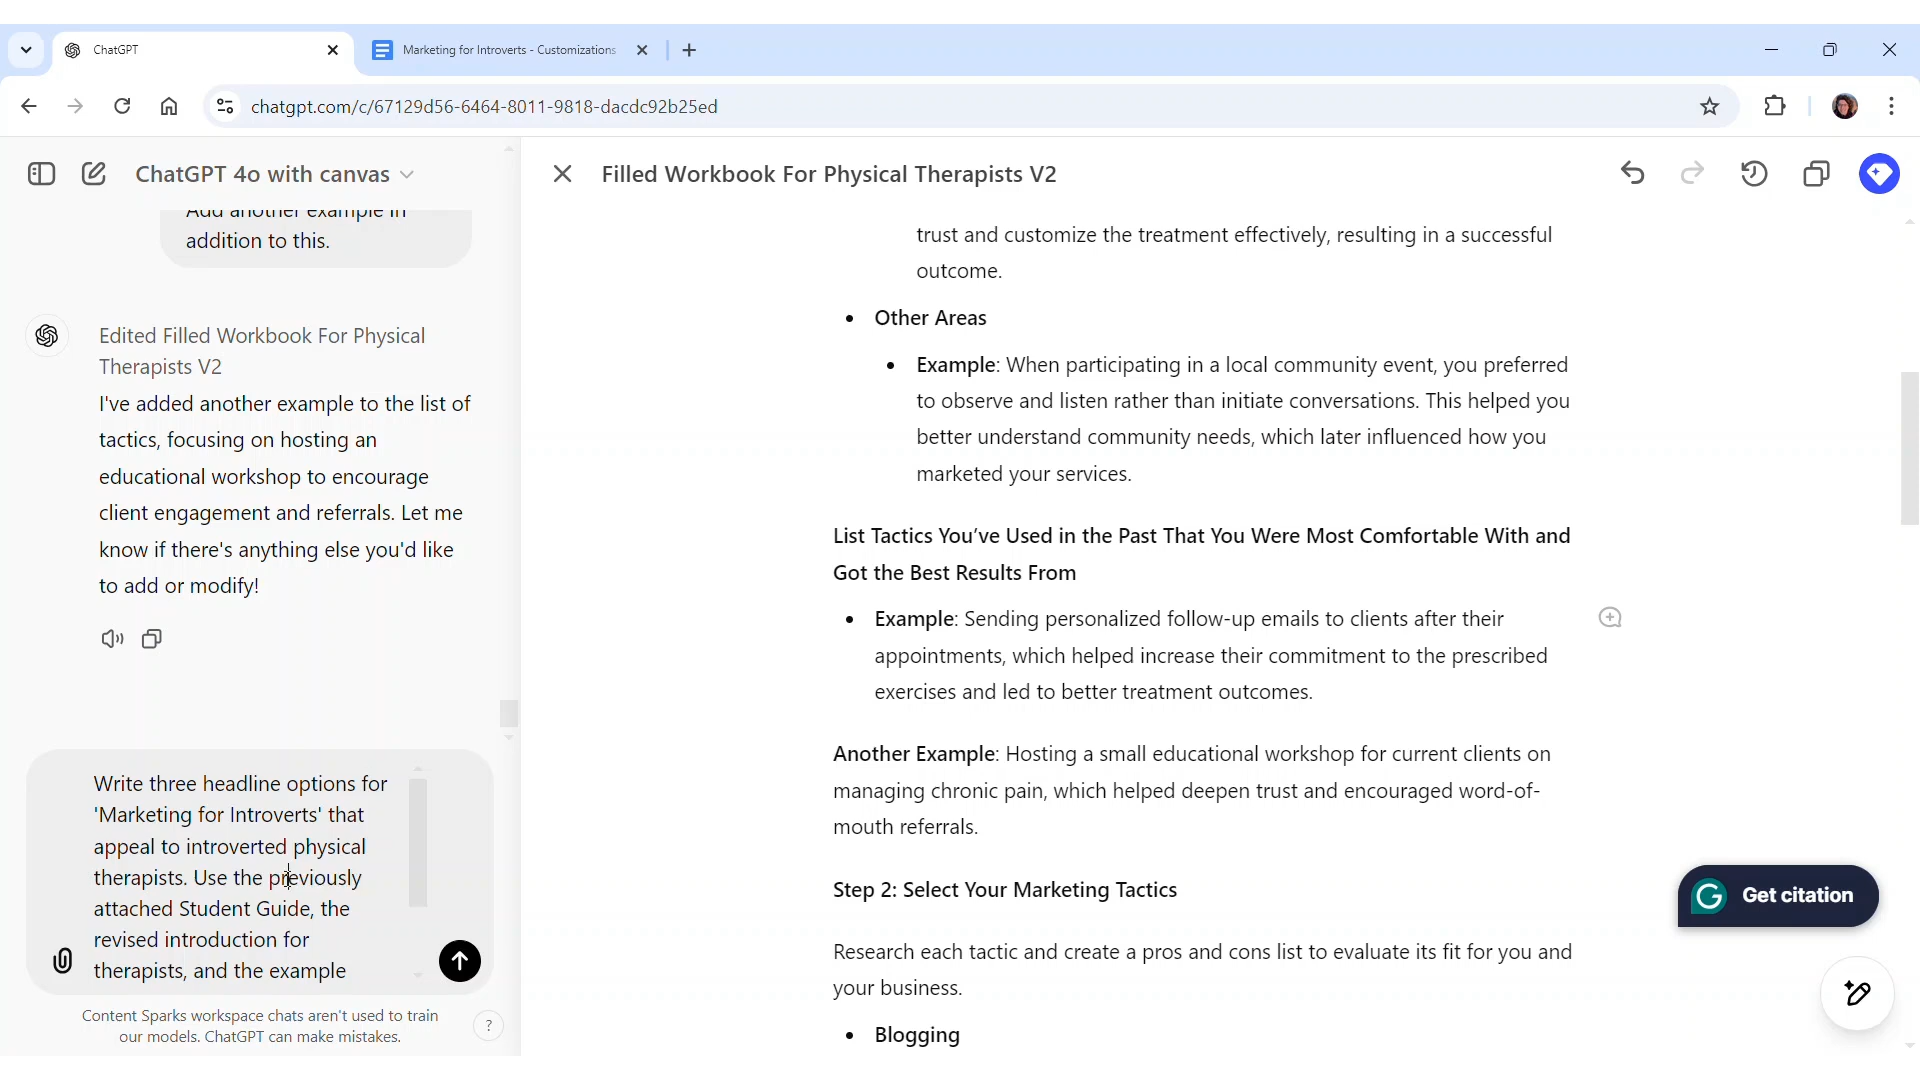 ChatGPT
Marketing for Introverts - Customizations
chatgpt.com/c/67129d56-6464-8011-9818-dacdc92b25ed
ChatGPT 4o with canvas
Add another example in
addition to this.
Edited Filled Workbook For Physical
Therapists V2
I've added another example to the list of
tactics, focusing on hosting an
educational workshop to encourage
client engagement and referrals. Let me
know if there's anything else you'd like
to add or modify!
Write three headline options for
'Marketing for Introverts' that
appeal to introverted physical
therapists. Use the previously
attached Student Guide, the
revised introduction for
therapists, and the example
Content Sparks workspace chats aren't used to train
our models. ChatGPT can make mistakes.
?
Filled Workbook For Physical Therapists V2
trust and customize the treatment effectively, resulting in a successful
outcome.
• Other Areas
• Example: When participating in a local community event, you preferred
to observe and listen rather than initiate conversations. This helped you
better understand community needs, which later influenced how you
marketed your services.
List Tactics You've Used in the Past That You Were Most Comfortable With and
Got the Best Results From
• Example: Sending personalized follow-up emails to clients after their
appointments, which helped increase their commitment to the prescribed
exercises and led to better treatment outcomes.
Another Example: Hosting a small educational workshop for current clients on
managing chronic pain, which helped deepen trust and encouraged word-of-
mouth referrals.
Step 2: Select Your Marketing Tactics
Research each tactic and create a pros and cons list to evaluate its fit for you and
your business.
• Blogging
G Get citation